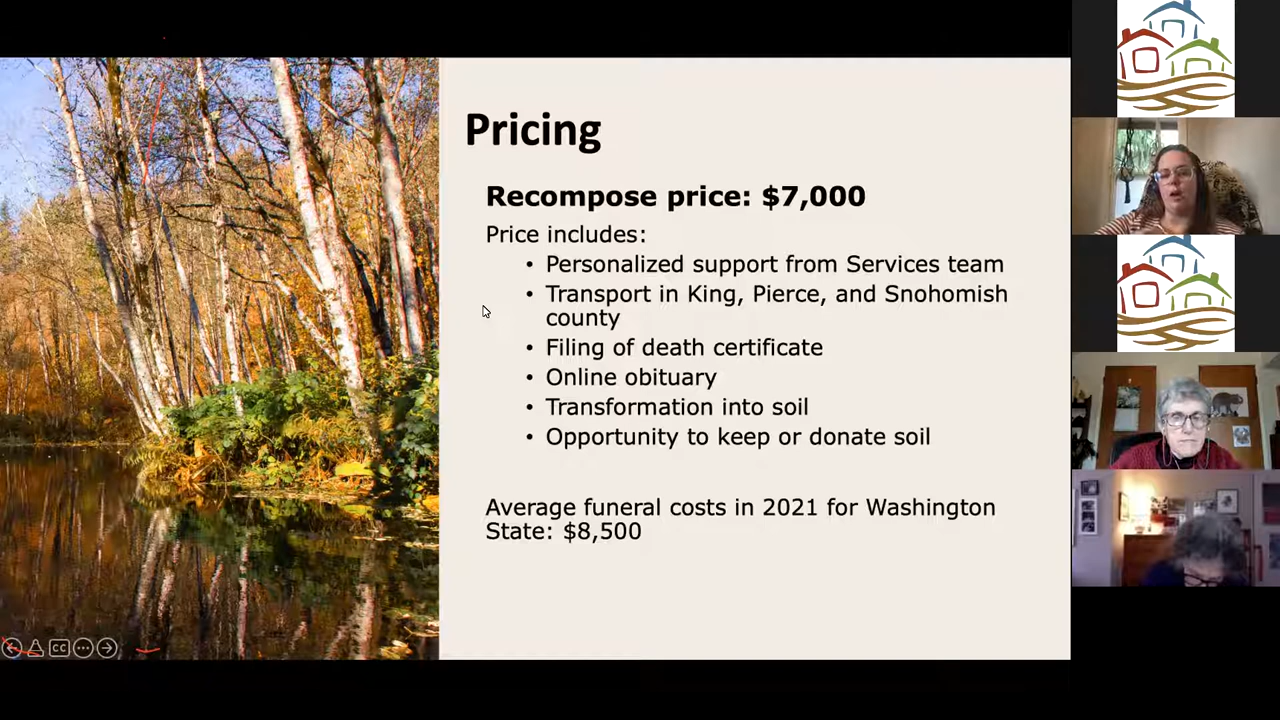 Pricing
Recompose price: $7,000
Price includes:
• Personalized support from Services team
• Transport in King, Pierce, and Snohomish
county
• Filing of death certificate
• Online obituary
• Transformation into soil
• Opportunity to keep or donate soil
Average funeral costs in 2021 for Washington
State: $8,500
CC